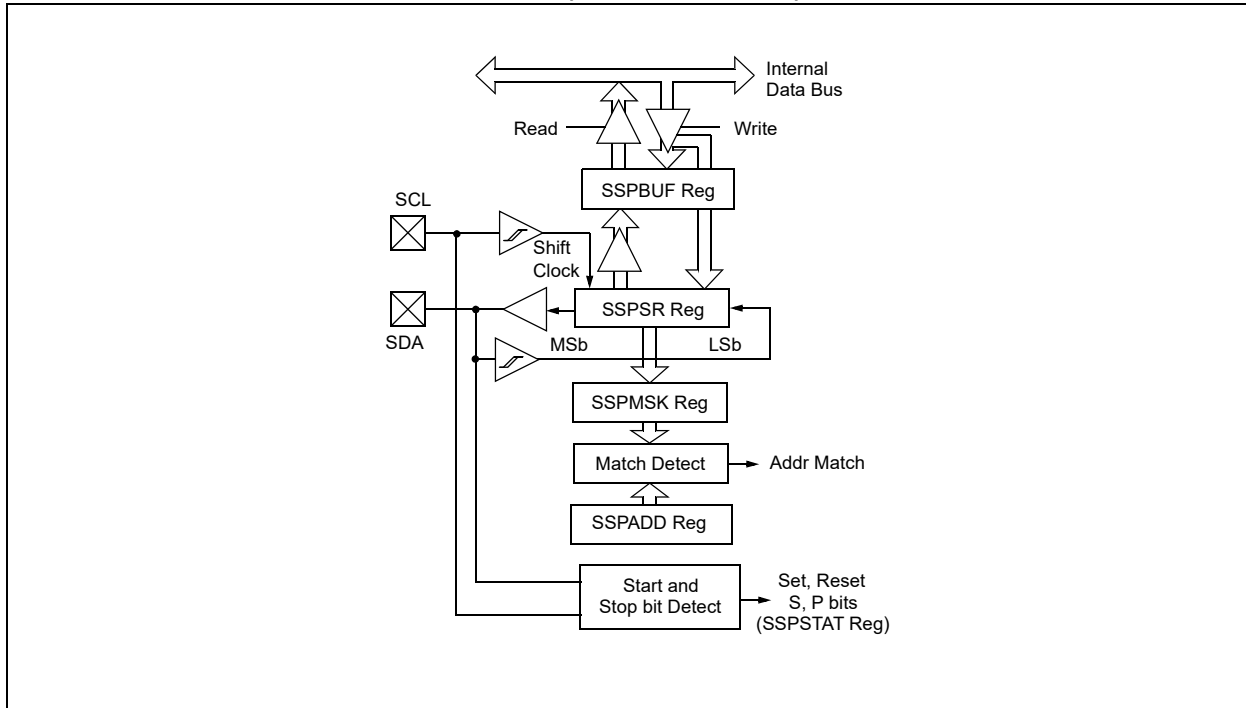 Internal
Data Bus
Read
Write
SSPBUF Reg
SCL
Shift
Clock
SSPSR Reg
SDA
MSb
LSb
SSPMSK Reg
Match Detect
Addr Match
SSPADD Reg
Start and
Stop bit Detect
Set, Reset
S, P bits
(SSPSTAT Reg)